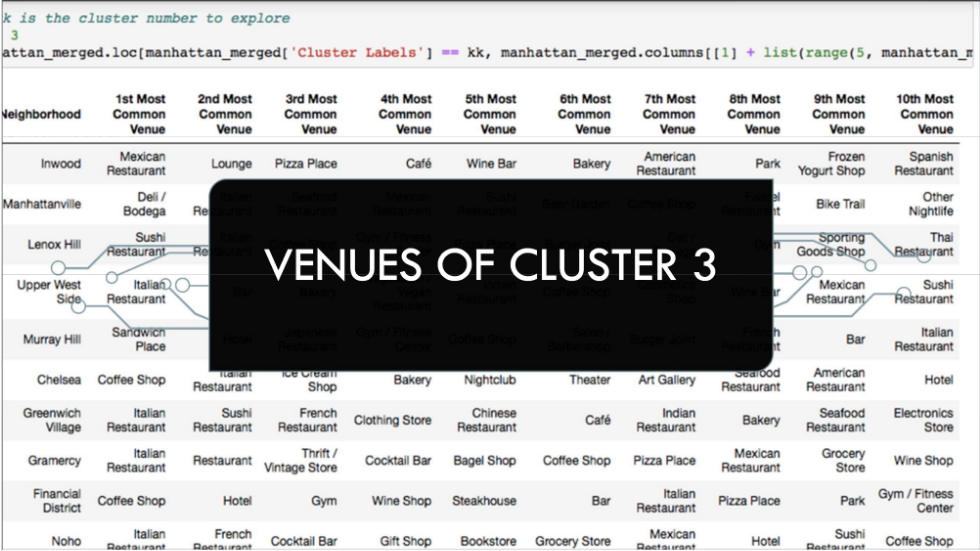 k is the cluster number to explore
3
attan_merged.loc[manhattan_merged['Cluster Labels'] == kk, manhattan_merged.columns[[1] + list(range(5, manhattan_m
Neighborhood 1st Most Common Venue 2nd Most Common Venue 3rd Most Common Venue 4th Most Common Venue 5th Most Common Venue 6th Most Common Venue 7th Most Common Venue 8th Most Common Venue 9th Most Common Venue 10th Most Common Venue
Inwood Mexican Restaurant Lounge Pizza Place Café Wine Bar Bakery American Restaurant Park Frozen Yogurt Shop Spanish Restaurant
Manhattanville Deli / Bodega Italian Restaurant Seafood Restaurant Mexican Restaurant Sushi Restaurant Beer Garden Coffee Shop Bike Trail Other Nightlife
Lenox Hill Sushi Restaurant Italian Restaurant Coffee Shop Gym / Fitness Gym Sporting Goods Shop Thai Restaurant
VENUES OF CLUSTER 3
Upper West Side Italian Restaurant Bar Bakery Vegan Restaurant Indian Restaurant Coffee Shop Cosmetics Shop Wine Bar Mexican Restaurant Sushi Restaurant
Murray Hill Sandwich Place Hotel Japanese Restaurant Gym / Fitness Center Coffee Shop Salon / Barbershop Burger Joint French Restaurant Bar Italian Restaurant
Chelsea Coffee Shop Italian Restaurant Ice Cream Shop Bakery Nightclub Theater Art Gallery Seafood Restaurant American Restaurant Hotel
Greenwich Village Italian Restaurant Sushi Restaurant French Restaurant Clothing Store Chinese Restaurant Café Indian Restaurant Bakery Seafood Restaurant Electronics Store
Gramercy Italian Restaurant Restaurant Thrift / Vintage Store Cocktail Bar Bagel Shop Coffee Shop Pizza Place Mexican Restaurant Grocery Store Wine Shop
Financial District Coffee Shop Hotel Gym Wine Shop Steakhouse Bar Italian Restaurant Pizza Place Park Gym / Fitness Center
Noho Italian Restaurant French Restaurant Cocktail Bar Gift Shop Bookstore Grocery Store Mexican Restaurant Hotel Sushi Restaurant Coffee Shop